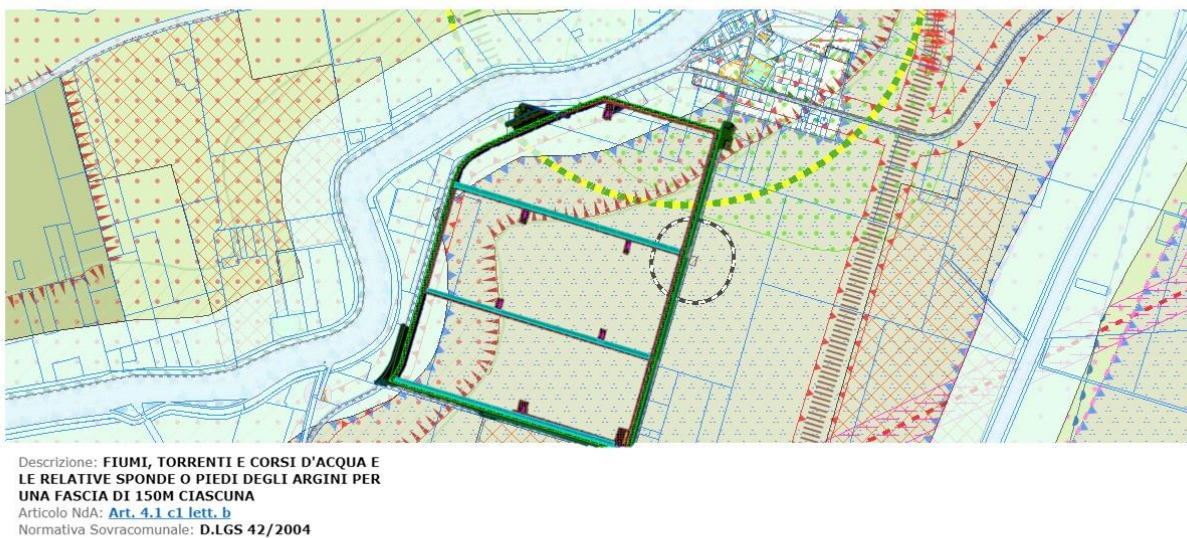 Descrizione: FIUMI, TORRENTI E CORSI D'ACQUA E
LE RELATIVE SPONDE O PIEDI DEGLI ARGINI PER
UNA FASCIA DI 150M CIASCUNA
Articolo NdA: Art. 4.1 c1 lett. b
Normativa Sovracomunale: D.LGS 42/2004